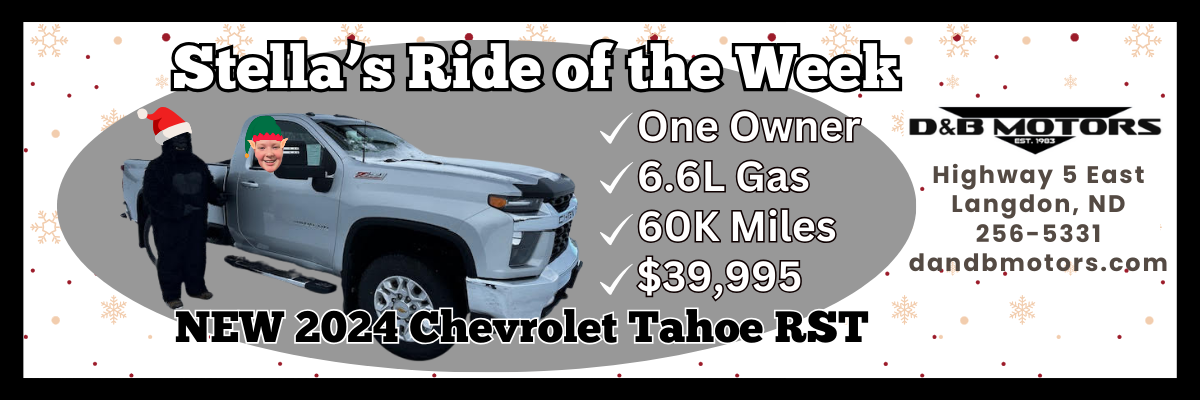 Stella's Ride of the Week
One Owner
6.6L Gas
60K Miles
$39,995
NEW 2024 Chevrolet Tahoe RST
D&B MOTORS
EST. 1983
Highway 5 East
Langdon, ND
256-5331
dandbmotors.com